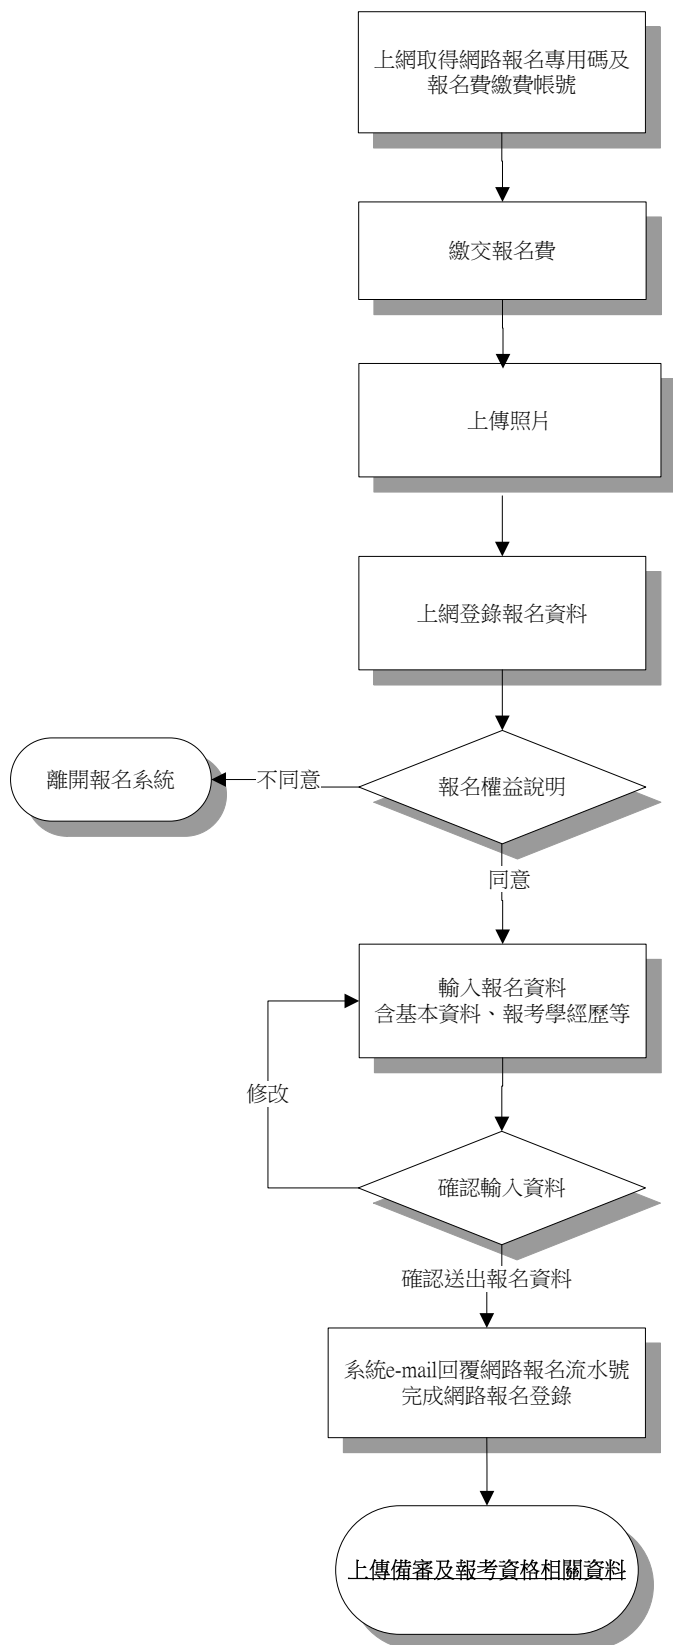 上網取得網路報名專用碼及
報名費繳費帳號
繳交報名費
上傳照片
上網登錄報名資料
報名權益說明
不同意
離開報名系統
同意
輸入報名資料
含基本資料、報考學經歷等
修改
確認輸入資料
確認送出報名資料
系統e-mail回覆網路報名流水號
完成網路報名登錄
上傳備審及報考資格相關資料